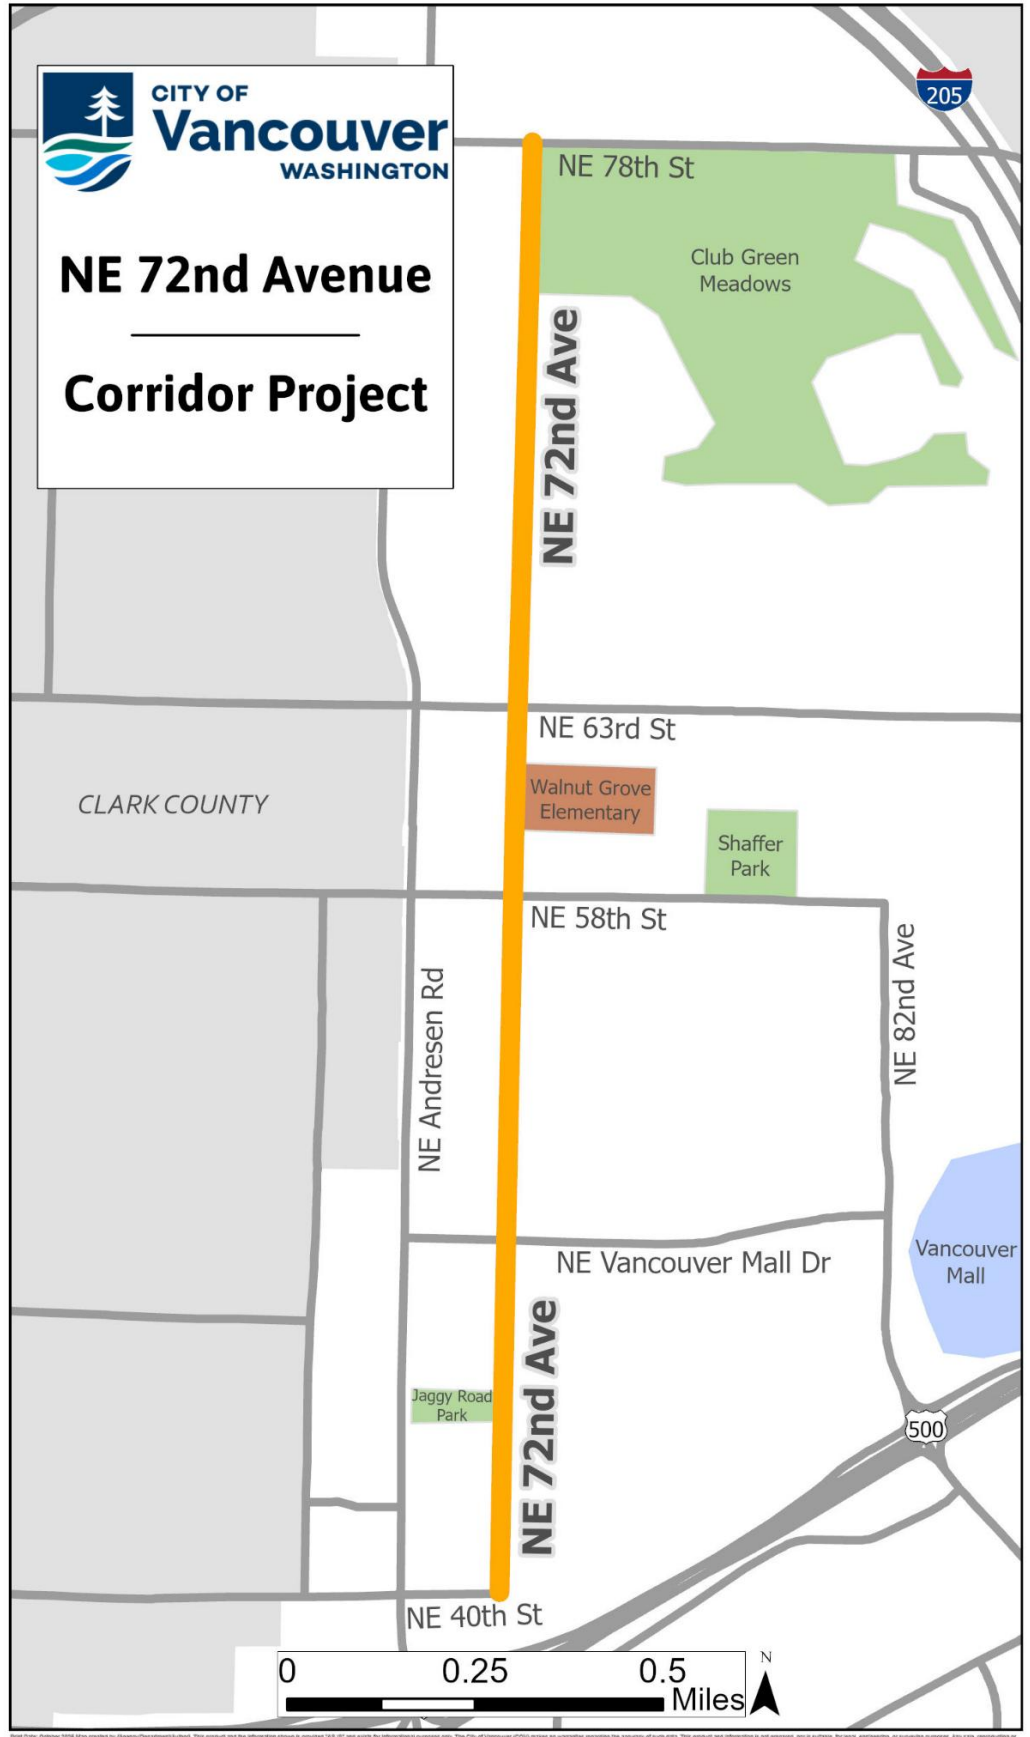 CITY OF
Vancouver
WASHINGTON
NE 72nd Avenue
Corridor Project
205
NE 78th St
Club Green
Meadows
NE 72nd Ave
NE 63rd St
Walnut Grove
Elementary
CLARK COUNTY
Shaffer
Park
NE 58th St
NE Andresen Rd
NE 82nd Ave
Vancouver
Mall
NE Vancouver Mall Dr
NE 72nd Ave
Jaggy Road
Park
500
NE 40th St
0 0.25 0.5
Miles
N